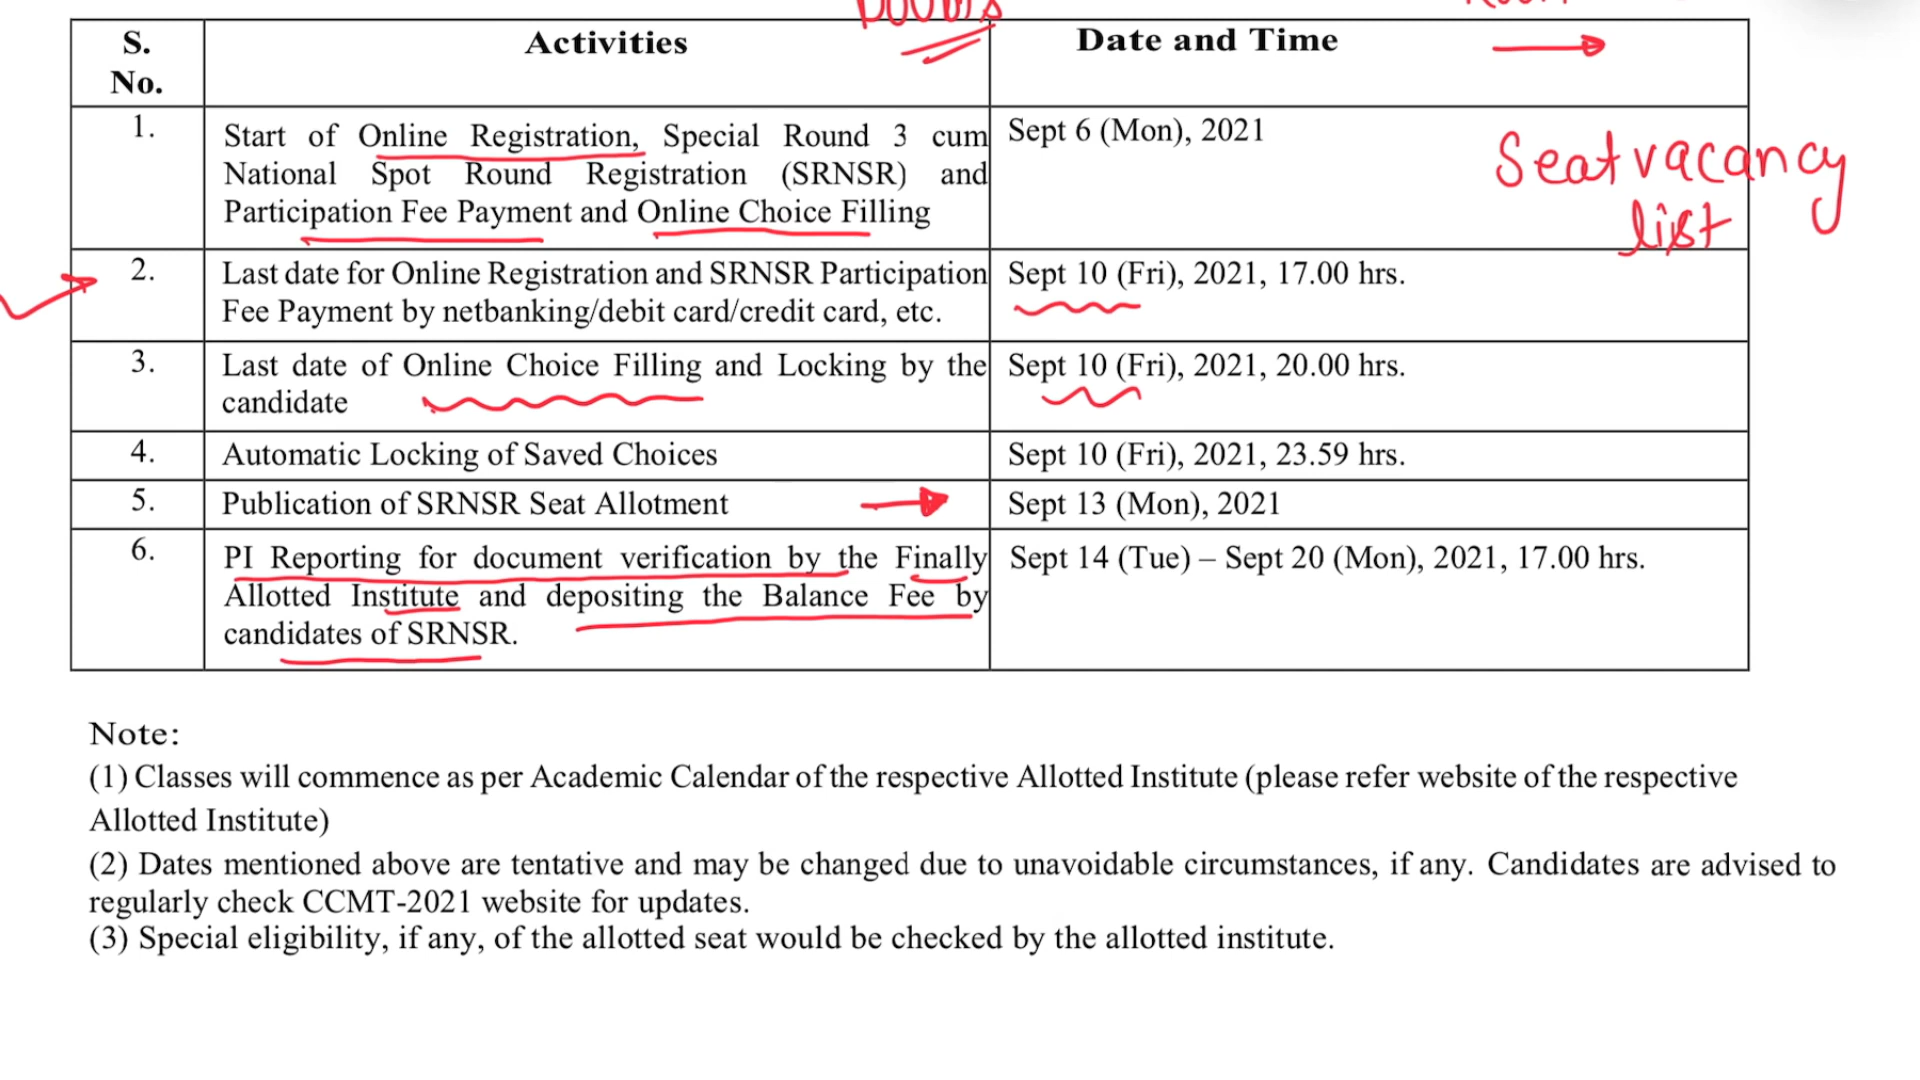 Doubts
S.
No.
Activities
Date and Time
1.
Start of Online Registration, Special Round 3 cum
National Spot Round Registration (SRNSR) and
Participation Fee Payment and Online Choice Filling
Sept 6 (Mon), 2021
Seat vacancy
list
2.
Last date for Online Registration and SRNSR Participation
Fee Payment by netbanking/debit card/credit card, etc.
Sept 10 (Fri), 2021, 17.00 hrs.
3.
Last date of Online Choice Filling and Locking by the
candidate
Sept 10 (Fri), 2021, 20.00 hrs.
4.
Automatic Locking of Saved Choices
Sept 10 (Fri), 2021, 23.59 hrs.
5.
Publication of SRNSR Seat Allotment
Sept 13 (Mon), 2021
6.
PI Reporting for document verification by the Finally
Allotted Institute and depositing the Balance Fee by
candidates of SRNSR.
Sept 14 (Tue) – Sept 20 (Mon), 2021, 17.00 hrs.
Note:
(1) Classes will commence as per Academic Calendar of the respective Allotted Institute (please refer website of the respective
Allotted Institute)
(2) Dates mentioned above are tentative and may be changed due to unavoidable circumstances, if any. Candidates are advised to
regularly check CCMT-2021 website for updates.
(3) Special eligibility, if any, of the allotted seat would be checked by the allotted institute.